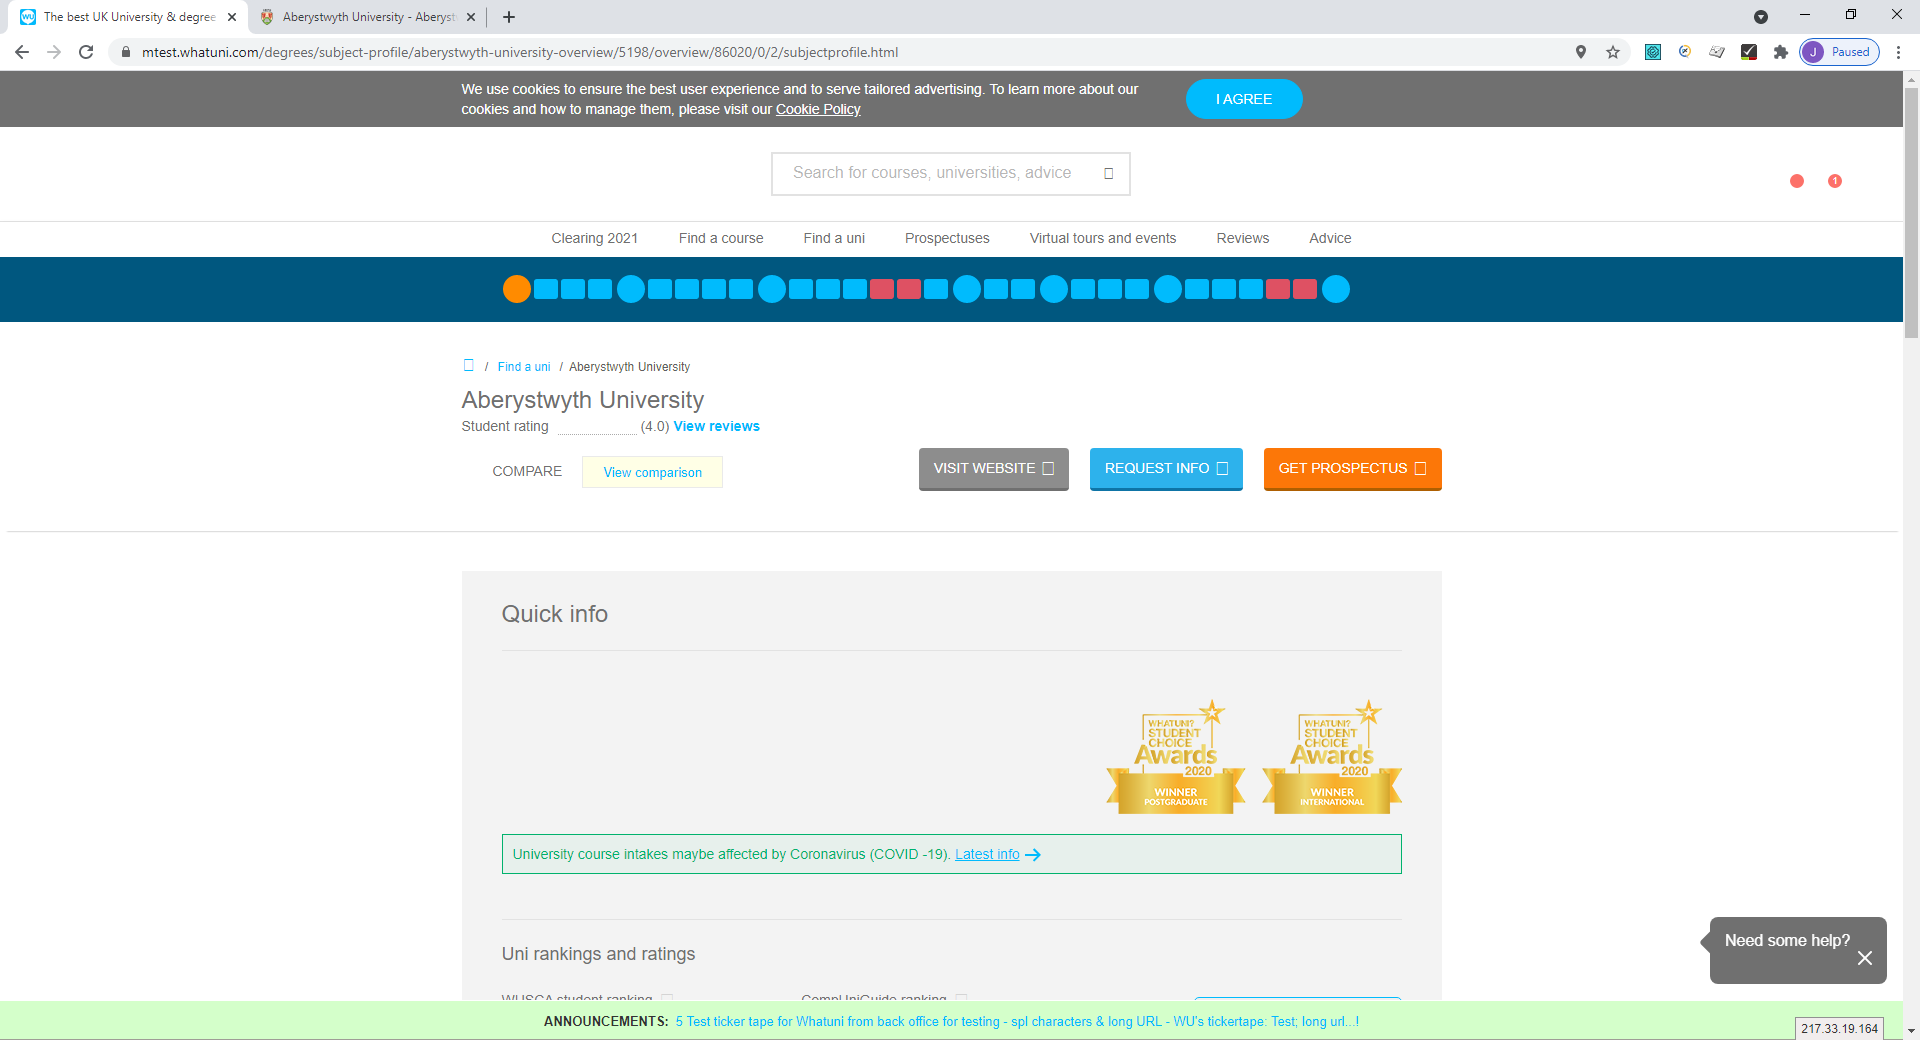 The best UK University & degree
Aberystwyth University - Aberyst
mtest.whatuni.com/degrees/subject-profile/aberystwyth-university-overview/5198/overview/86020/0/2/subjectprofile.html
J Paused
We use cookies to ensure the best user experience and to serve tailored advertising. To learn more about our
cookies and how to manage them, please visit our Cookie Policy
I AGREE
Search for courses, universities, advice
1
Clearing 2021 Find a course Find a uni Prospectuses Virtual tours and events Reviews Advice
/ Find a uni / Aberystwyth University
Aberystwyth University
Student rating (4.0) View reviews
COMPARE View comparison
VISIT WEBSITE REQUEST INFO GET PROSPECTUS
Quick info
WHATUNI?
STUDENT
CHOICE
Awards
2020
WINNER
POSTGRADUATE
WHATUNI?
STUDENT
CHOICE
Awards
2020
WINNER
INTERNATIONAL
University course intakes maybe affected by Coronavirus (COVID -19). Latest info
Uni rankings and ratings
WUSCA student ranking CompUniGuide ranking
Need some help?
ANNOUNCEMENTS: 5 Test ticker tape for Whatuni from back office for testing - spl characters & long URL - WU's tickertape: Test; long url...!
217.33.19.164